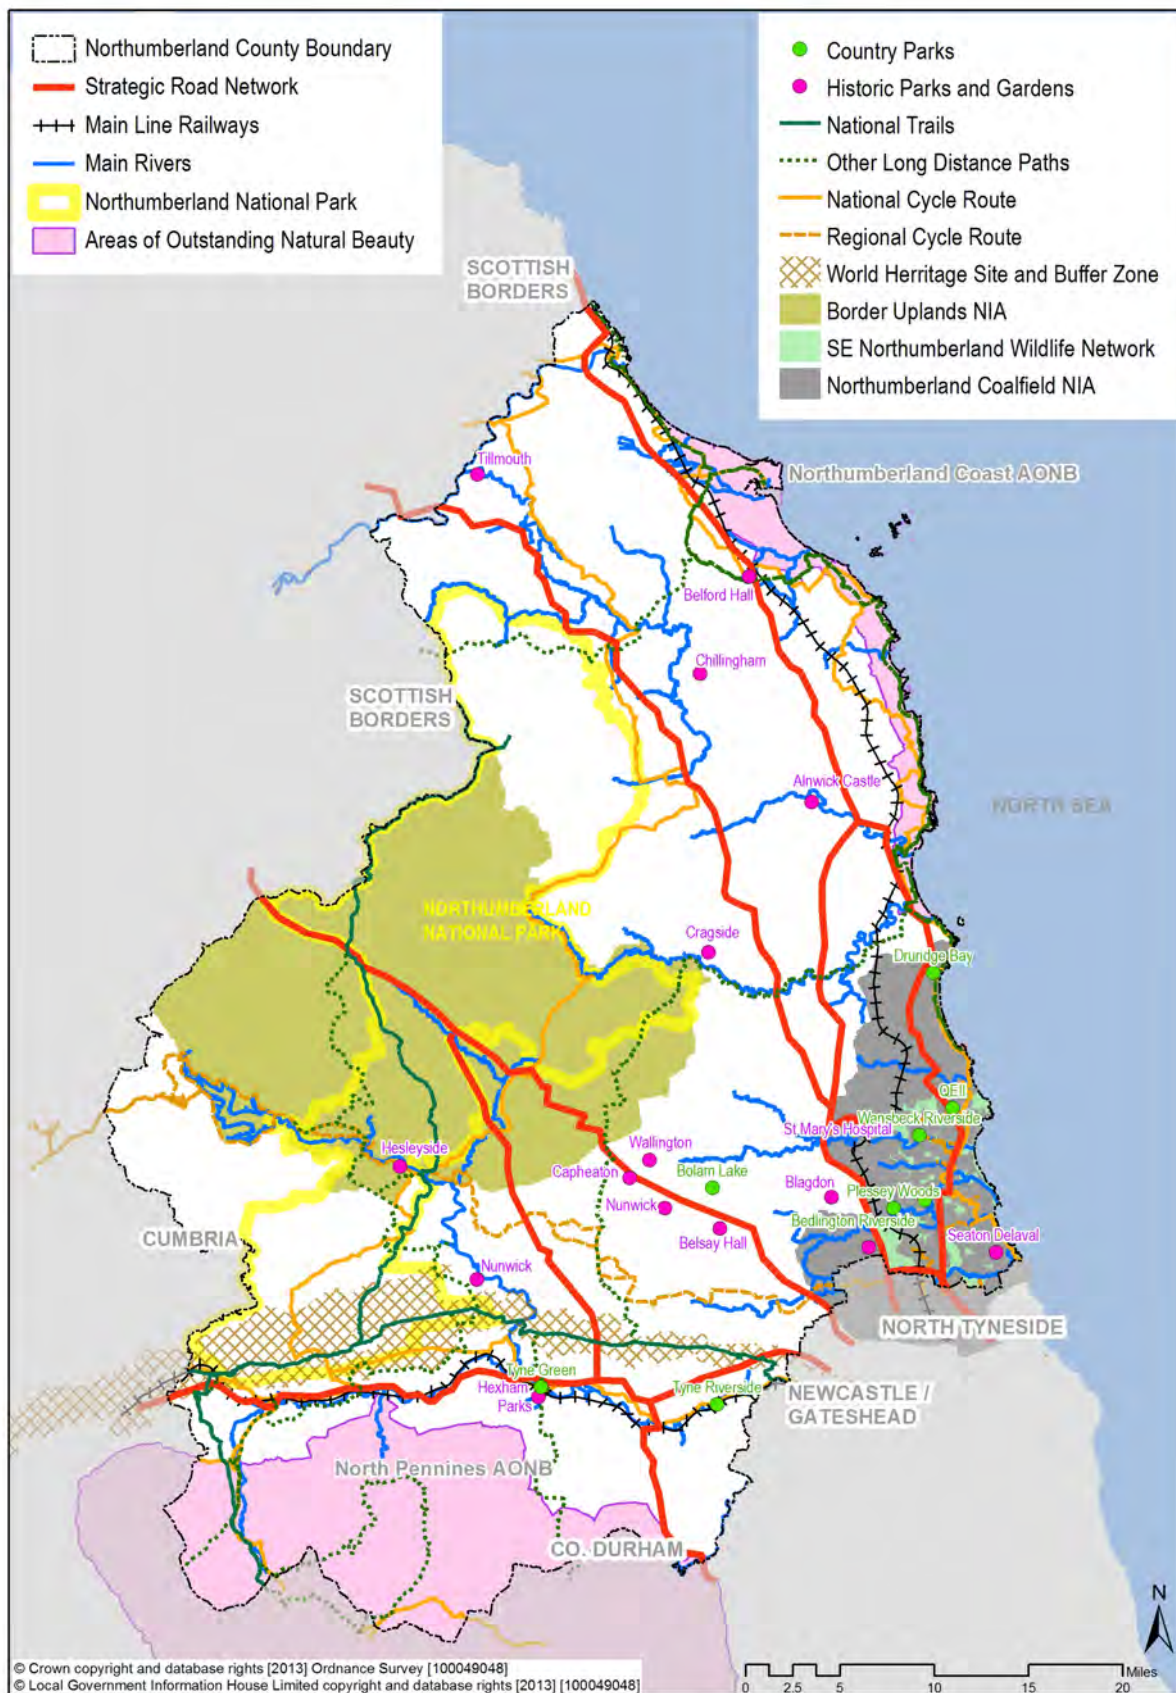 Northumberland County Boundary
Strategic Road Network
Main Line Railways
Main Rivers
Northumberland National Park
Areas of Outstanding Natural Beauty
Country Parks
Historic Parks and Gardens
National Trails
Other Long Distance Paths
National Cycle Route
Regional Cycle Route
World Herritage Site and Buffer Zone
Border Uplands NIA
SE Northumberland Wildlife Network
Northumberland Coalfield NIA
SCOTTISH
BORDERS
Tillmouth
Northumberland Coast AONB
Belford Hall
Chillingham
SCOTTISH
BORDERS
Alnwick Castle
NORTH SEA
NORTHUMBERLAND
NATIONAL PARK
Cragside
Druridge Bay
QEII
Wansbeck Riverside
St Mary's Hospital
Wallington
Hesleyside
Capheaton
Bolam Lake
Blagdon
Plessey Woods
Nunwick
Bedlington Riverside
Belsay Hall
Seaton Delaval
CUMBRIA
Nunwick
NORTH TYNESIDE
Tyne Green
Hexham
Parks
Tyne Riverside
NEWCASTLE /
GATESHEAD
North Pennines AONB
CO. DURHAM
N
Miles
0 2.5 5 10 15 20
© Crown copyright and database rights [2013] Ordnance Survey [100049048]
© Local Government Information House Limited copyright and database rights [2013] [100049048]